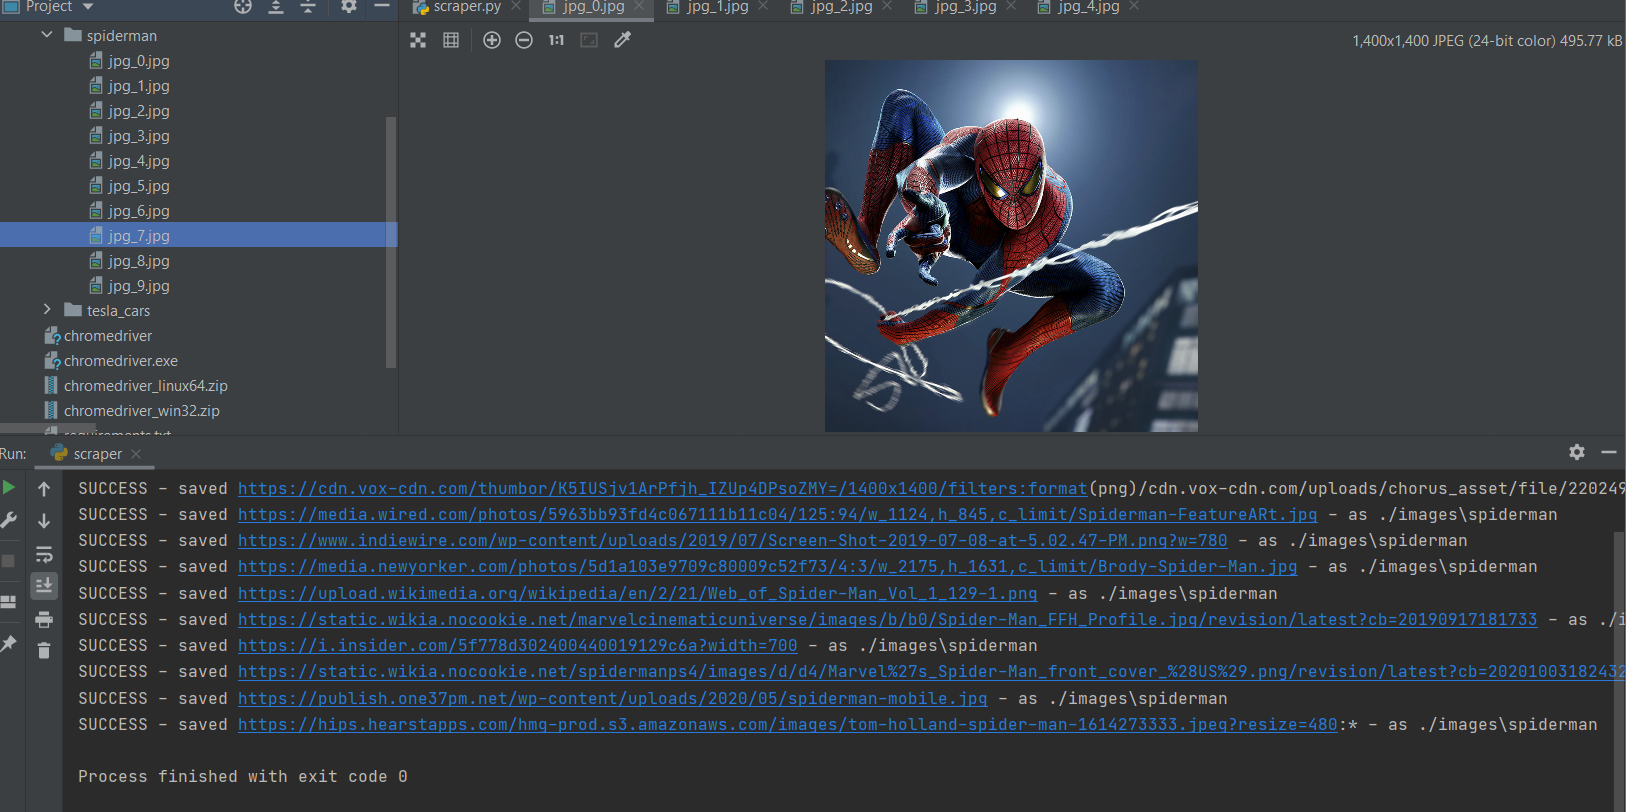 Project
scraper.py
jpg_0.jpg
jpg_1.jpg
jpg_2.jpg
jpg_3.jpg
jpg_4.jpg
spiderman
jpg_0.jpg
jpg_1.jpg
jpg_2.jpg
jpg_3.jpg
jpg_4.jpg
jpg_5.jpg
jpg_6.jpg
jpg_7.jpg
jpg_8.jpg
jpg_9.jpg
tesla_cars
chromedriver
chromedriver.exe
chromedriver_linux64.zip
chromedriver_win32.zip
requirements.txt
1:1
1,400x1,400 JPEG (24-bit color) 495.77 kB
Run:
scraper
SUCCESS - saved https://cdn.vox-cdn.com/thumbor/K5IUSjv1ArPfjh_IZUp4DPsoZMY=/1400x1400/filters:format(png)/cdn.vox-cdn.com/uploads/chorus_asset/file/220249
SUCCESS - saved https://media.wired.com/photos/5963bb93fd4c067111b11c04/125:94/w_1124,h_845,c_limit/Spiderman-FeatureARt.jpg - as ./images\spiderman
SUCCESS - saved https://www.indiewire.com/wp-content/uploads/2019/07/Screen-Shot-2019-07-08-at-5.02.47-PM.png?w=780 - as ./images\spiderman
SUCCESS - saved https://media.newyorker.com/photos/5d1a103e9709c80009c52f73/4:3/w_2175,h_1631,c_limit/Brody-Spider-Man.jpg - as ./images\spiderman
SUCCESS - saved https://upload.wikimedia.org/wikipedia/en/2/21/Web_of_Spider-Man_Vol_1_129-1.png - as ./images\spiderman
SUCCESS - saved https://static.wikia.nocookie.net/marvelcinematicuniverse/images/b/b0/Spider-Man_FFH_Profile.jpg/revision/latest?cb=20190917181733 - as ./i
SUCCESS - saved https://i.insider.com/5f778d302400440019129c6a?width=700 - as ./images\spiderman
SUCCESS - saved https://static.wikia.nocookie.net/spidermanps4/images/d/d4/Marvel%27s_Spider-Man_front_cover_%28US%29.png/revision/latest?cb=20201003182432
SUCCESS - saved https://publish.one37pm.net/wp-content/uploads/2020/05/spiderman-mobile.jpg - as ./images\spiderman
SUCCESS - saved https://hips.hearstapps.com/hmg-prod.s3.amazonaws.com/images/tom-holland-spider-man-1614273333.jpeg?resize=480:* - as ./images\spiderman
Process finished with exit code 0